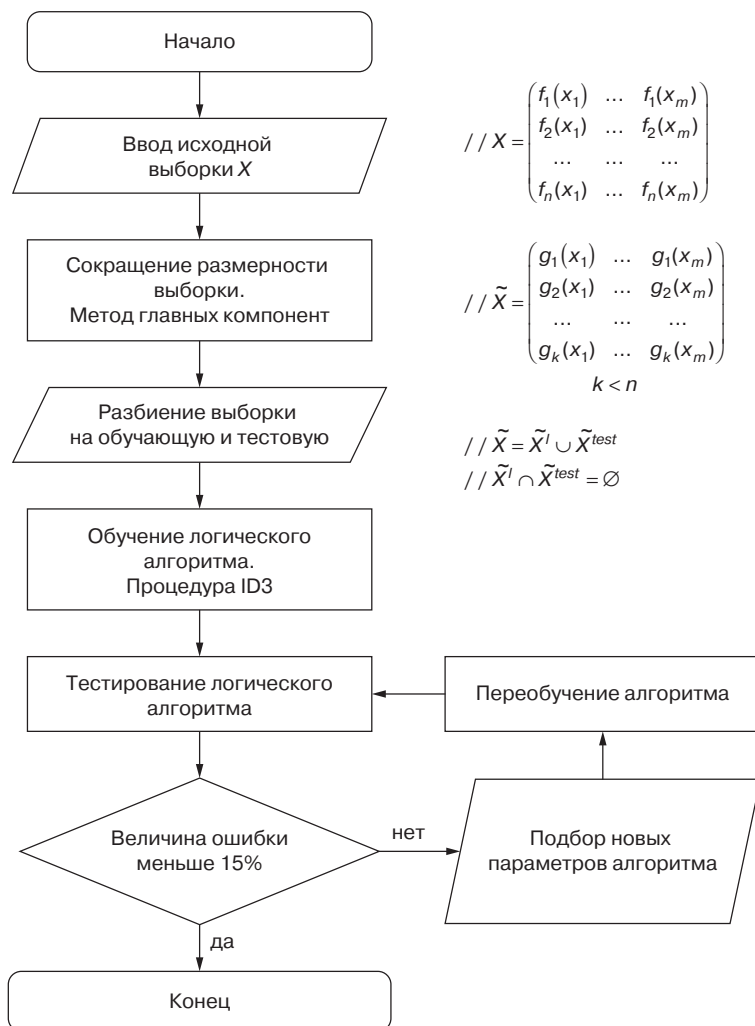 Начало
Ввод исходной
выборки X
// X = (f₁(x₁) … f₁(xₘ)
f₂(x₁) … f₂(xₘ)
… … …
fₙ(x₁) … fₙ(xₘ))
Сокращение размерности
выборки.
Метод главных компонент
// X̃ = (g₁(x₁) … g₁(xₘ)
g₂(x₁) … g₂(xₘ)
… … …
gₖ(x₁) … gₖ(xₘ))
k < n
Разбиение выборки
на обучающую и тестовую
// X̃ˡ ∪ X̃ᵗᵉˢᵗ = X̃
// X̃ˡ ∩ X̃ᵗᵉˢᵗ = ∅
Обучение логического
алгоритма.
Процедура ID3
Тестирование логического
алгоритма
Переобучение алгоритма
Величина ошибки
меньше 15%
нет
Подбор новых
параметров алгоритма
да
Конец